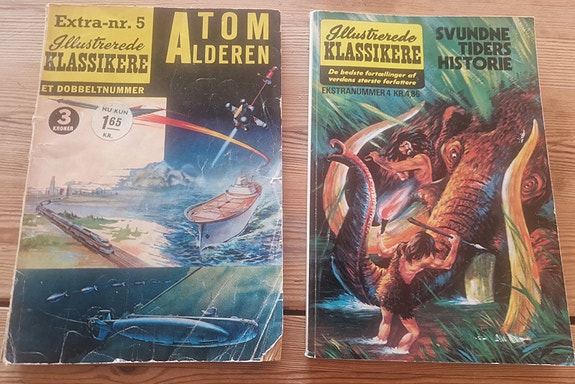 Extra-nr. 5
Illustrerede
KLASSIKERE
ET DOBBELTNUMMER
ATOM
ALDEREN
3
KRONER
NU KUN
1.65
KR.
Illustrerede
KLASSIKERE
De bedste fortællinger af
verdens største forfattere
EKSTRANUMMER 4 KR. 4,85
SVUNDNE
TIDERS
HISTORIE